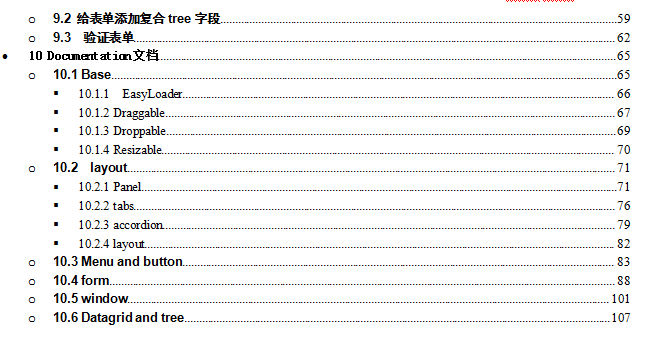 9.2 给表单添加复合 tree 字段 59
9.3 验证表单 62
10 Documentation文档 65
10.1 Base 65
10.1.1 EasyLoader 66
10.1.2 Draggable 67
10.1.3 Droppable 69
10.1.4 Resizable 70
10.2 layout 71
10.2.1 Panel 71
10.2.2 tabs 76
10.2.3 accordion 79
10.2.4 layout 82
10.3 Menu and button 83
10.4 form 88
10.5 window 101
10.6 Datagrid and tree 107